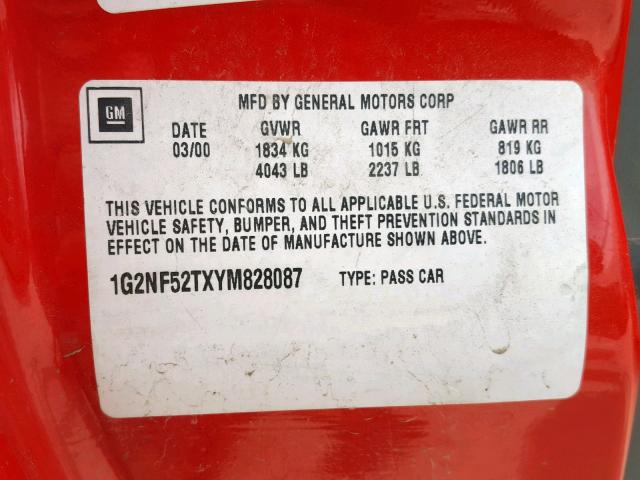 GM
MFD BY GENERAL MOTORS CORP
DATE GVWR GAWR FRT GAWR RR
03/00 1834 KG 1015 KG 819 KG
4043 LB 2237 LB 1806 LB
THIS VEHICLE CONFORMS TO ALL APPLICABLE U.S. FEDERAL MOTOR
VEHICLE SAFETY, BUMPER, AND THEFT PREVENTION STANDARDS IN
EFFECT ON THE DATE OF MANUFACTURE SHOWN ABOVE.
1G2NF52TXYM828087 TYPE: PASS CAR